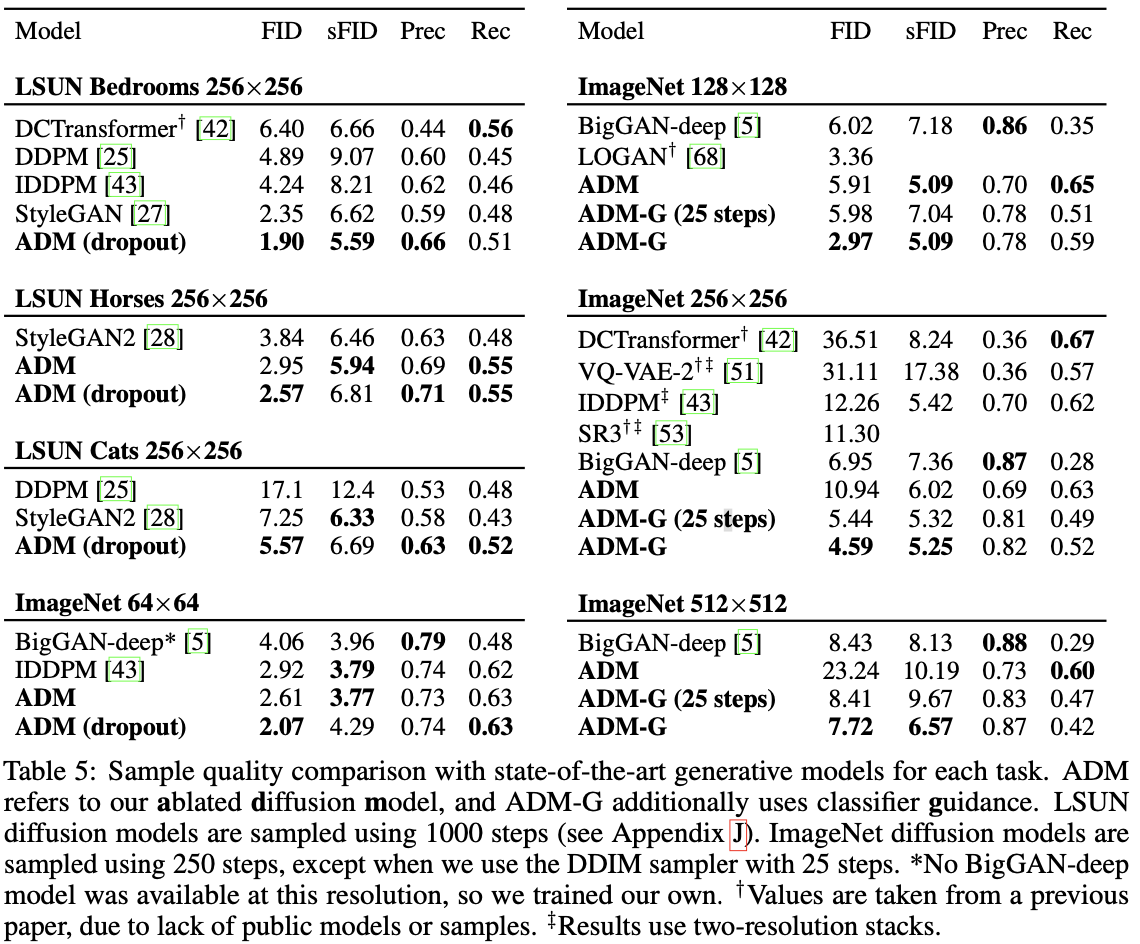 Model FID sFID Prec Rec
LSUN Bedrooms 256×256
DCTransformer† [42] 6.40 6.66 0.44 0.56
DDPM [25] 4.89 9.07 0.60 0.45
IDDPM [43] 4.24 8.21 0.62 0.46
StyleGAN [27] 2.35 6.62 0.59 0.48
ADM (dropout) 1.90 5.59 0.66 0.51
LSUN Horses 256×256
StyleGAN2 [28] 3.84 6.46 0.63 0.48
ADM 2.95 5.94 0.69 0.55
ADM (dropout) 2.57 6.81 0.71 0.55
LSUN Cats 256×256
DDPM [25] 17.1 12.4 0.53 0.48
StyleGAN2 [28] 7.25 6.33 0.58 0.43
ADM (dropout) 5.57 6.69 0.63 0.52
ImageNet 64×64
BigGAN-deep* [5] 4.06 3.96 0.79 0.48
IDDPM [43] 2.92 3.79 0.74 0.62
ADM 2.61 3.77 0.73 0.63
ADM (dropout) 2.07 4.29 0.74 0.63
Model FID sFID Prec Rec
ImageNet 128×128
BigGAN-deep [5] 6.02 7.18 0.86 0.35
LOGAN† [68] 3.36
ADM 5.91 5.09 0.70 0.65
ADM-G (25 steps) 5.98 7.04 0.78 0.51
ADM-G 2.97 5.09 0.78 0.59
ImageNet 256×256
DCTransformer† [42] 36.51 8.24 0.36 0.67
VQ-VAE-2†‡ [51] 31.11 17.38 0.36 0.57
IDDPM‡ [43] 12.26 5.42 0.70 0.62
SR3†‡ [53] 11.30
BigGAN-deep [5] 6.95 7.36 0.87 0.28
ADM 10.94 6.02 0.69 0.63
ADM-G (25 steps) 5.44 5.32 0.81 0.49
ADM-G 4.59 5.25 0.82 0.52
ImageNet 512×512
BigGAN-deep [5] 8.43 8.13 0.88 0.29
ADM 23.24 10.19 0.73 0.60
ADM-G (25 steps) 8.41 9.67 0.83 0.47
ADM-G 7.72 6.57 0.87 0.42
Table 5: Sample quality comparison with state-of-the-art generative models for each task. ADM
refers to our ablated diffusion model, and ADM-G additionally uses classifier guidance. LSUN
diffusion models are sampled using 1000 steps (see Appendix J). ImageNet diffusion models are
sampled using 250 steps, except when we use the DDIM sampler with 25 steps. *No BigGAN-deep
model was available at this resolution, so we trained our own. †Values are taken from a previous
paper, due to lack of public models or samples. ‡Results use two-resolution stacks.